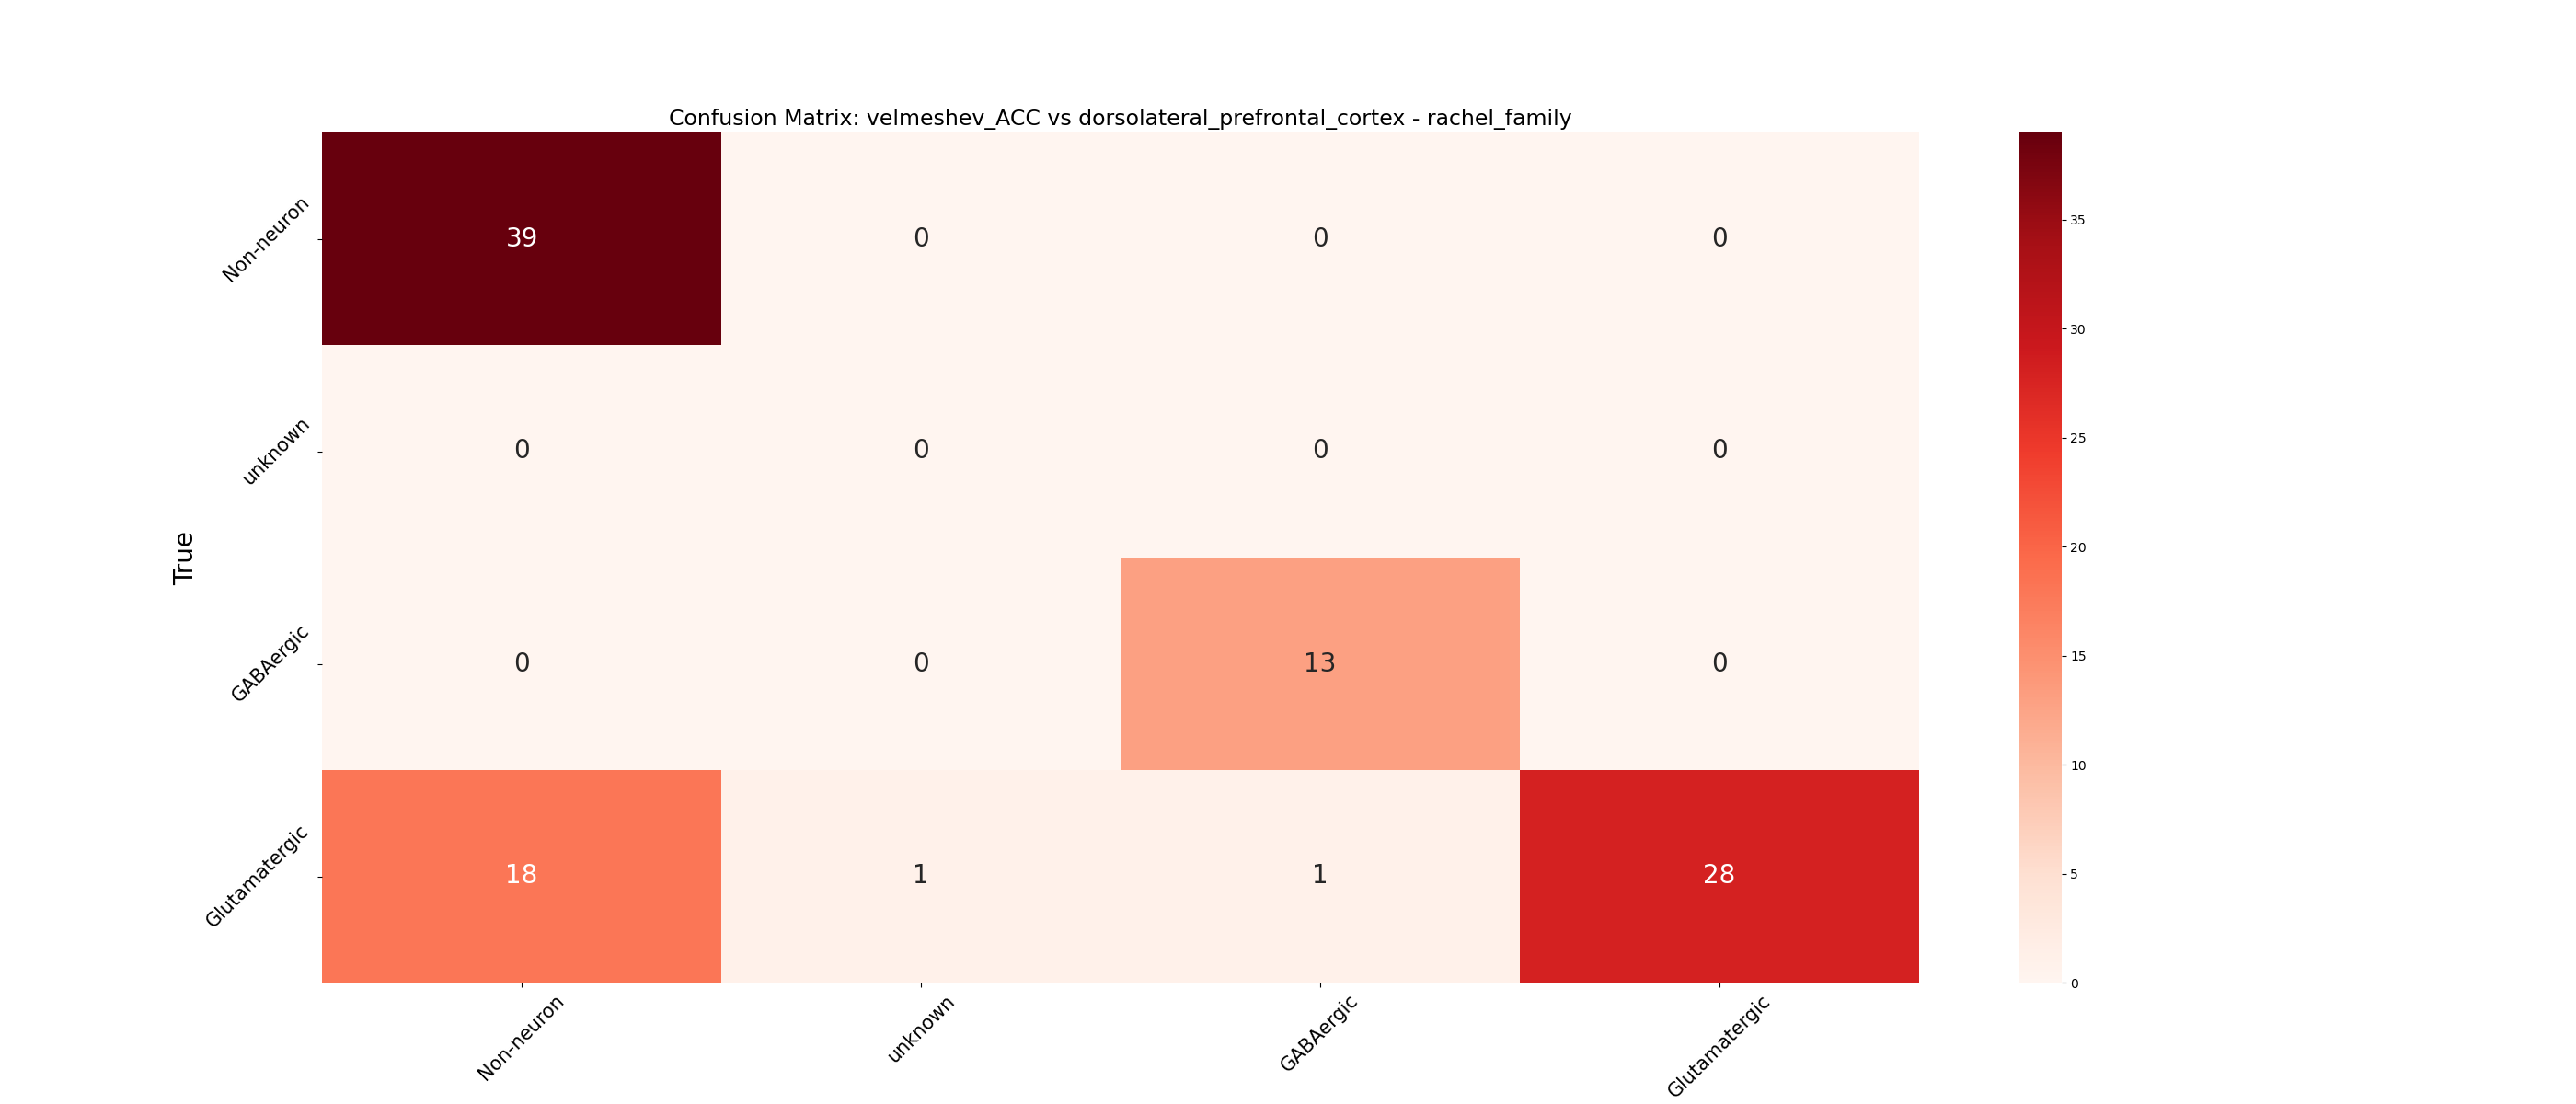 Confusion Matrix: velmeshev_ACC vs dorsolateral_prefrontal_cortex - rachel_family
True
Non-neuron 39 0 0 0
unknown 0 0 0 0
GABAergic 0 0 13 0
Glutamatergic 18 1 1 28
Non-neuron unknown GABAergic Glutamatergic
35
30
25
20
15
10
5
0